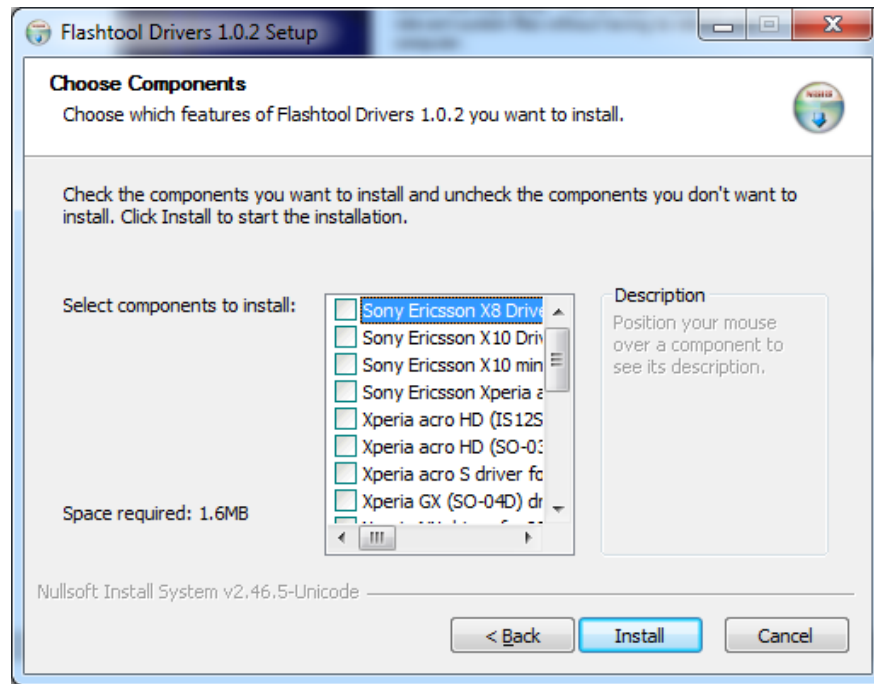 Flashtool Drivers 1.0.2 Setup
Choose Components
Choose which features of Flashtool Drivers 1.0.2 you want to install.
Check the components you want to install and uncheck the components you don't want to
install. Click Install to start the installation.
Select components to install:
Sony Ericsson X8 Drive
Sony Ericsson X10 Driv
Sony Ericsson X10 min
Sony Ericsson Xperia a
Xperia acro HD (IS12S
Xperia acro HD (SO-03
Xperia acro S driver fo
Xperia GX (SO-04D) dr
Description
Position your mouse
over a component to
see its description.
Space required: 1.6MB
Nullsoft Install System v2.46.5-Unicode
< Back
Install
Cancel